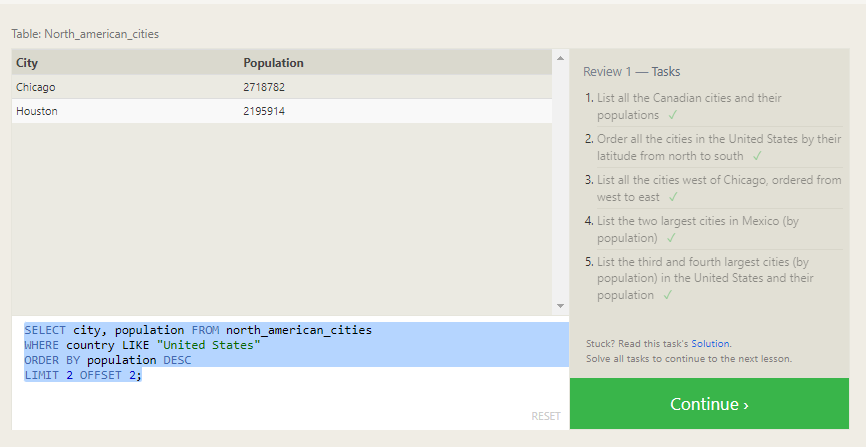 Table: North_american_cities
City Population
Chicago 2718782
Houston 2195914
SELECT city, population FROM north_american_cities
WHERE country LIKE "United States"
ORDER BY population DESC
LIMIT 2 OFFSET 2;
RESET
Review 1 — Tasks
1. List all the Canadian cities and their
populations ✓
2. Order all the cities in the United States by their
latitude from north to south ✓
3. List all the cities west of Chicago, ordered from
west to east ✓
4. List the two largest cities in Mexico (by
population) ✓
5. List the third and fourth largest cities (by
population) in the United States and their
population ✓
Stuck? Read this task's Solution.
Solve all tasks to continue to the next lesson.
Continue ›